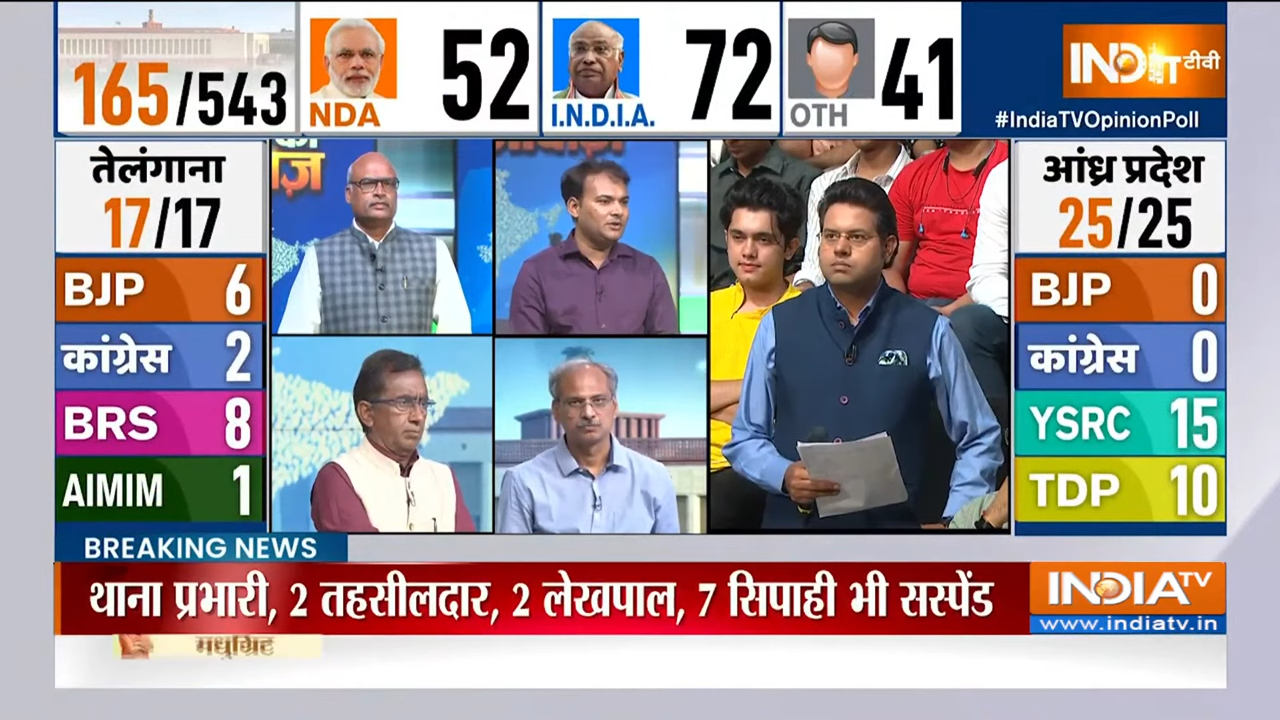 165/543
NDA
52
I.N.D.I.A.
72
OTH
41
INDIA टीवी
#IndiaTVOpinionPoll
तेलंगाना
17/17
BJP 6
कांग्रेस 2
BRS 8
AIMIM 1
आंध्र प्रदेश
25/25
BJP 0
कांग्रेस 0
YSRC 15
TDP 10
BREAKING NEWS
थाना प्रभारी, 2 तहसीलदार, 2 लेखपाल, 7 सिपाही भी सस्पेंड
INDIA TV
www.indiatv.in